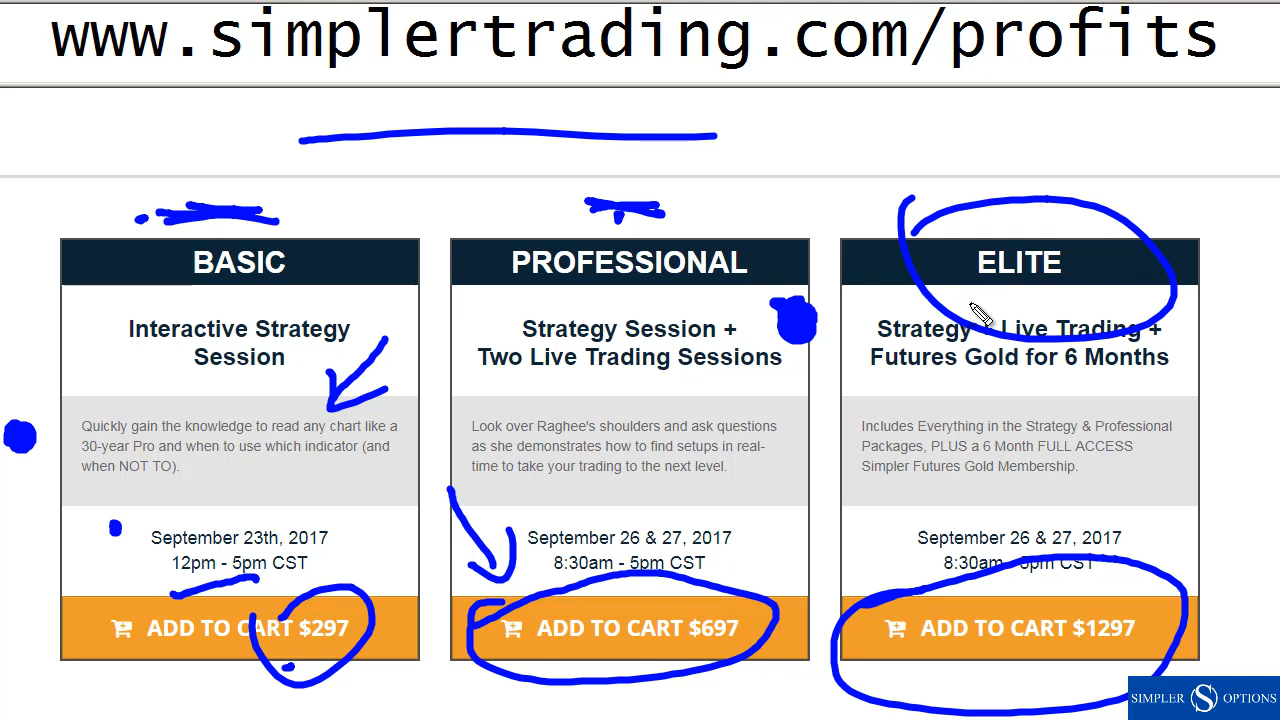 www.simplertrading.com/profits
BASIC
Interactive Strategy
Session
Quickly gain the knowledge to read any chart like a
30-year Pro and when to use which indicator (and
when NOT TO).
September 23th, 2017
12pm - 5pm CST
ADD TO CART $297
PROFESSIONAL
Strategy Session +
Two Live Trading Sessions
Look over Raghee's shoulders and ask questions
as she demonstrates how to find setups in real-
time to take your trading to the next level.
September 26 & 27, 2017
8:30am - 5pm CST
ADD TO CART $697
ELITE
Strategy + Live Trading +
Futures Gold for 6 Months
Includes Everything in the Strategy & Professional
Packages, PLUS a 6 Month FULL ACCESS
Simpler Futures Gold Membership.
September 26 & 27, 2017
8:30am - 5pm CST
ADD TO CART $1297
SIMPLER S OPTIONS